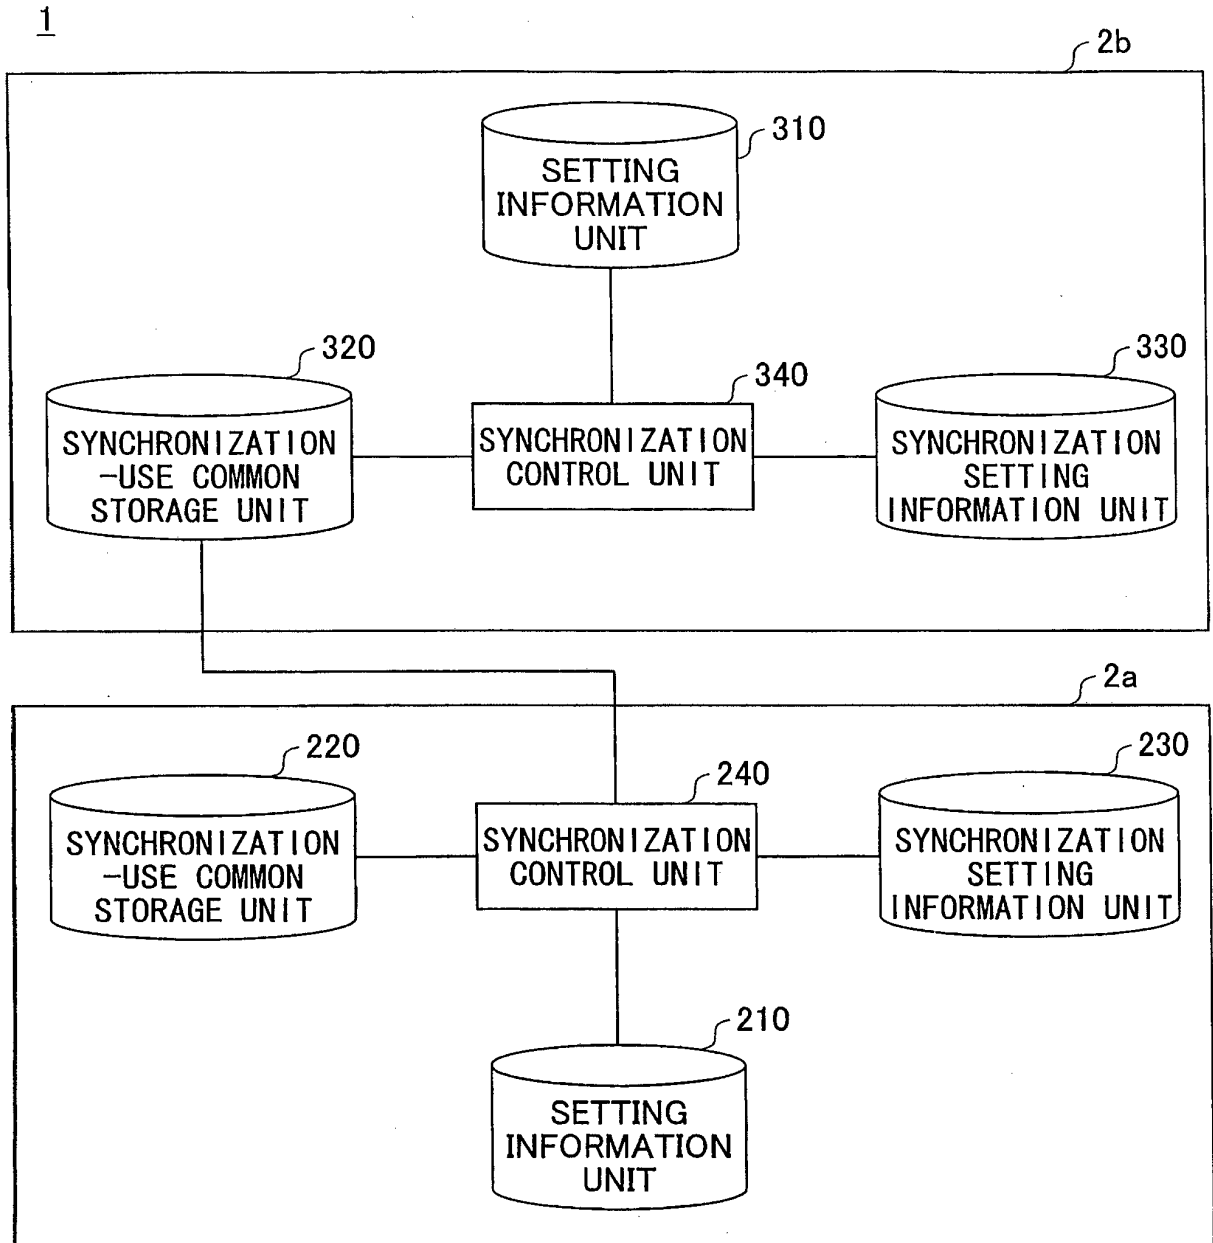 1
2b
310
SETTING
INFORMATION
UNIT
320
SYNCHRONIZATION
-USE COMMON
STORAGE UNIT
340
SYNCHRONIZATION
CONTROL UNIT
330
SYNCHRONIZATION
SETTING
INFORMATION UNIT
2a
220
SYNCHRONIZATION
-USE COMMON
STORAGE UNIT
240
SYNCHRONIZATION
CONTROL UNIT
230
SYNCHRONIZATION
SETTING
INFORMATION UNIT
210
SETTING
INFORMATION
UNIT